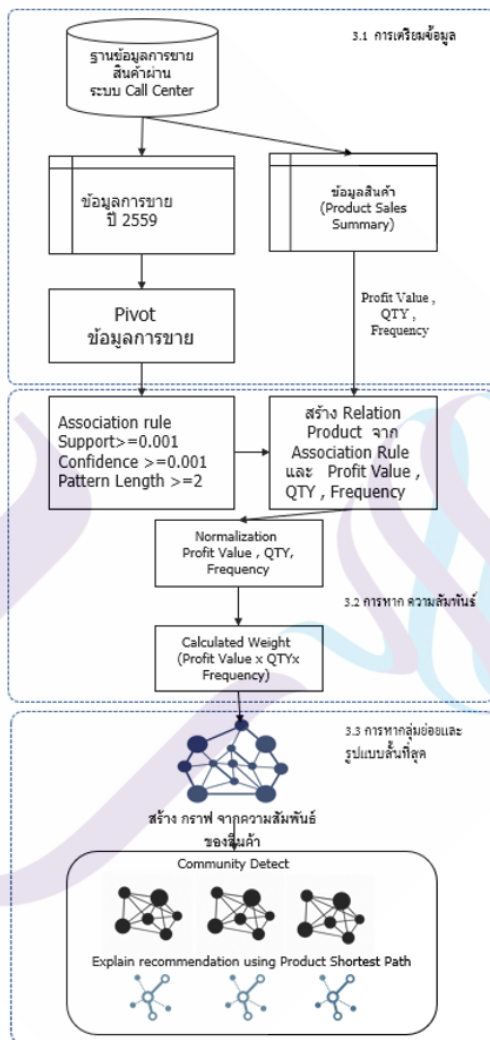 3.1 การเตรียมข้อมูล
ฐานข้อมูลการขาย
สินค้าผ่าน
ระบบ Call Center
ข้อมูลการขาย
ปี 2559
ข้อมูลสินค้า
(Product Sales
Summary)
Pivot
ข้อมูลการขาย
Profit Value ,
QTY ,
Frequency
Association rule
Support>=0.001
Confidence >=0.001
Pattern Length >=2
สร้าง Relation
Product จาก
Association Rule
และ Profit Value ,
QTY , Frequency
Normalization
Profit Value , QTY,
Frequency
3.2 การหาก ความสัมพันธ์
Calculated Weight
(Profit Value x QTYx
Frequency)
3.3 การหากลุ่มย่อยและ
รูปแบบสั้นที่สุด
สร้าง กราฟ จากความสัมพันธ์
ของสินค้า
Community Detect
Explain recommendation using Product Shortest Path